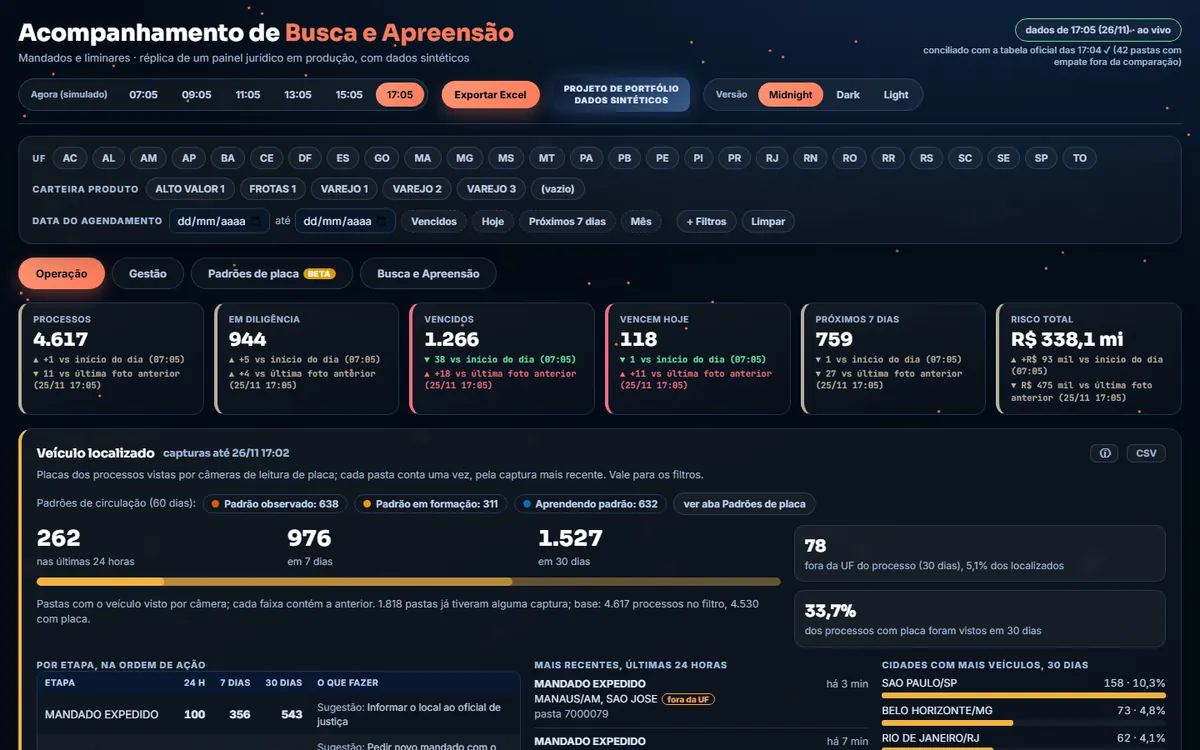 Acompanhamento de Busca e Apreensão
Mandados e liminares · réplica de um painel jurídico em produção, com dados sintéticos
dados de 17:05 (26/11)· ao vivo
conciliado com a tabela oficial das 17:04 ✓ (42 pastas com
empate fora da comparação)
Agora (simulado) 07:05 09:05 11:05 13:05 15:05 17:05
Exportar Excel
PROJETO DE PORTFÓLIO
DADOS SINTÉTICOS
Versão Midnight Dark Light
UF AC AL AM AP BA CE DF ES GO MA MG MS MT PA PB PE PI PR RJ RN RO RR RS SC SE SP TO
CARTEIRA PRODUTO ALTO VALOR 1 FROTAS 1 VAREJO 1 VAREJO 2 VAREJO 3 (vazio)
DATA DO AGENDAMENTO dd/mm/aaaa até dd/mm/aaaa Vencidos Hoje Próximos 7 dias Mês + Filtros Limpar
Operação Gestão Padrões de placa BETA Busca e Apreensão
PROCESSOS
4.617
▲ +1 vs início do dia (07:05)
▼ 11 vs última foto anterior
(25/11 17:05)
EM DILIGÊNCIA
944
▲ +5 vs início do dia (07:05)
▲ +4 vs última foto anterior
(25/11 17:05)
VENCIDOS
1.266
▼ 38 vs início do dia (07:05)
▲ +18 vs última foto anterior
(25/11 17:05)
VENCEM HOJE
118
▼ 1 vs início do dia (07:05)
▲ +11 vs última foto anterior
(25/11 17:05)
PRÓXIMOS 7 DIAS
759
▼ 1 vs início do dia (07:05)
▼ 27 vs última foto anterior
(25/11 17:05)
RISCO TOTAL
R$ 338,1 mi
▲ +R$ 93 mil vs início do dia
(07:05)
▼ R$ 475 mil vs última foto
anterior (25/11 17:05)
Veículo localizado capturas até 26/11 17:02
ⓘ CSV
Placas dos processos vistas por câmeras de leitura de placa; cada pasta conta uma vez, pela captura mais recente. Vale para os filtros.
Padrões de circulação (60 dias): Padrão observado: 638 Padrão em formação: 311 Aprendendo padrão: 632 ver aba Padrões de placa
262
nas últimas 24 horas
976
em 7 dias
1.527
em 30 dias
78
fora da UF do processo (30 dias), 5,1% dos localizados
33,7%
dos processos com placa foram vistos em 30 dias
Pastas com o veículo visto por câmera; cada faixa contém a anterior. 1.818 pastas já tiveram alguma captura; base: 4.617 processos no filtro, 4.530
com placa.
POR ETAPA, NA ORDEM DE AÇÃO
ETAPA 24 H 7 DIAS 30 DIAS O QUE FAZER
MANDADO EXPEDIDO 100 356 543 Sugestão: Informar o local ao oficial de
justiça
Sugestão: Pedir novo mandado com o
MAIS RECENTES, ÚLTIMAS 24 HORAS
MANDADO EXPEDIDO há 3 min
MANAUS/AM, SAO JOSE fora da UF
pasta 7000079
MANDADO EXPEDIDO há 7 min
CIDADES COM MAIS VEÍCULOS, 30 DIAS
SAO PAULO/SP 158 · 10,3%
BELO HORIZONTE/MG 73 · 4,8%
RIO DE JANEIRO/RJ 62 · 4,1%